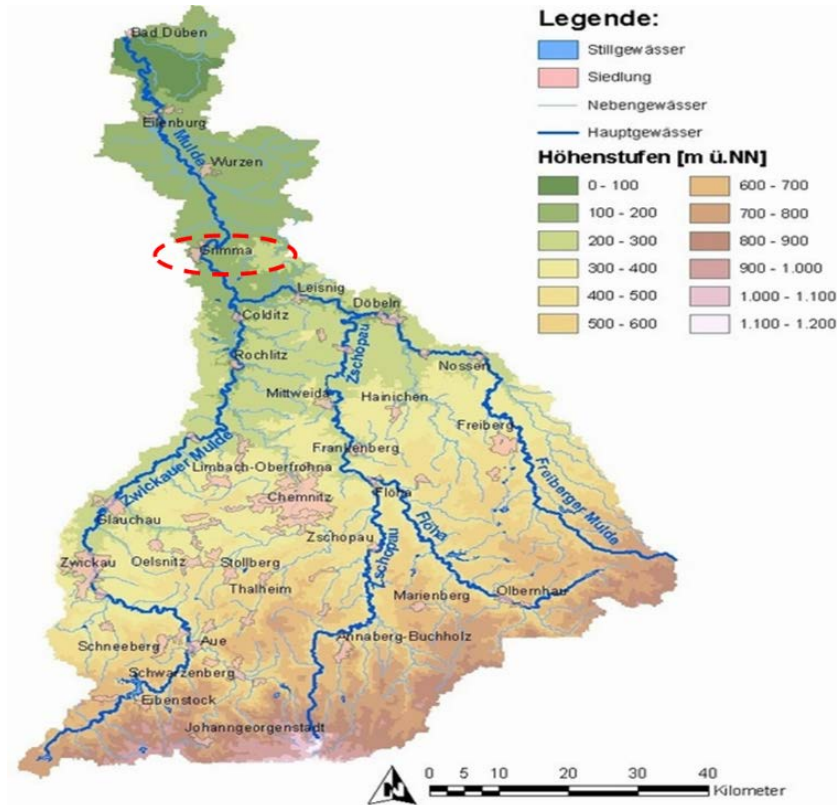 Legende:
Stillgewässer
Siedlung
Nebengewässer
Hauptgewässer
Höhenstufen [m ü.NN]
0 - 100
100 - 200
200 - 300
300 - 400
400 - 500
500 - 600
600 - 700
700 - 800
800 - 900
900 - 1.000
1.000 - 1.100
1.100 - 1.200
Bad Düben
Eilenburg
Mulde
Wurzen
Grimma
Leisnig
Döbeln
Colditz
Zschopau
Rochlitz
Nossen
Mittweida
Hainichen
Freiberg
Frankenberg
Zwickauer Mulde
Limbach-Oberfrohna
Freiberger Mulde
Chemnitz
Flöha
Glauchau
Flöha
Zschopau
Zschopau
Zwickau
Oelsnitz
Stollberg
Thalheim
Marienberg
Olbernhau
Schneeberg
Aue
Annaberg-Buchholz
Schwarzenberg
Eibenstock
Johanngeorgenstadt
N
0 5 10 20 30 40
Kilometer